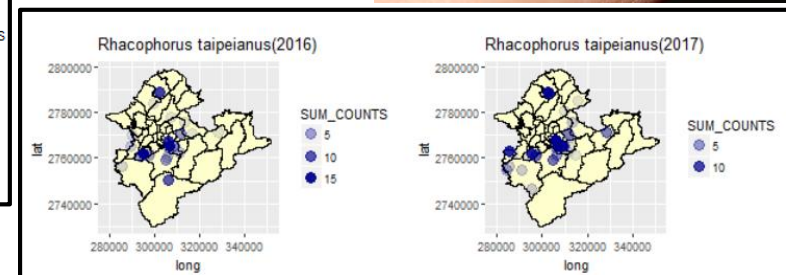 s
Rhacophorus taipeianus(2016)
2800000
2780000
2760000
2740000
lat
280000 300000 320000 340000
long
SUM_COUNTS
5
10
15
Rhacophorus taipeianus(2017)
2800000
2780000
2760000
2740000
lat
280000 300000 320000 340000
long
SUM_COUNTS
5
10